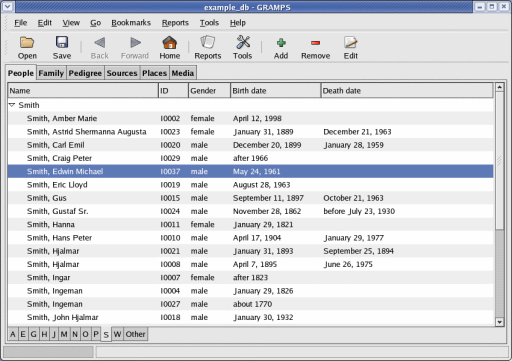 example_db - GRAMPS
File Edit View Go Bookmarks Reports Tools Help
Open Save Back Forward Home Reports Tools Add Remove Edit
People Family Pedigree Sources Places Media
Name ID Gender Birth date Death date
Smith
Smith, Amber Marie I0002 female April 12, 1998
Smith, Astrid Shermanna Augusta I0023 female January 31, 1889 December 21, 1963
Smith, Carl Emil I0020 male December 20, 1899 January 28, 1959
Smith, Craig Peter I0029 male after 1966
Smith, Edwin Michael I0037 male May 24, 1961
Smith, Eric Lloyd I0019 male August 28, 1963
Smith, Gus I0015 male September 11, 1897 October 21, 1963
Smith, Gustaf Sr. I0024 male November 28, 1862 before July 23, 1930
Smith, Hanna I0011 female January 29, 1821
Smith, Hans Peter I0010 male April 17, 1904 January 29, 1977
Smith, Hjalmar I0021 male January 31, 1893 September 25, 1894
Smith, Hjalmar I0008 male April 7, 1895 June 26, 1975
Smith, Ingar I0007 female after 1823
Smith, Ingeman I0004 male January 29, 1826
Smith, Ingeman I0027 male about 1770
Smith, John Hjalmar I0018 male January 30, 1932
A E G H J M N O P S W Other